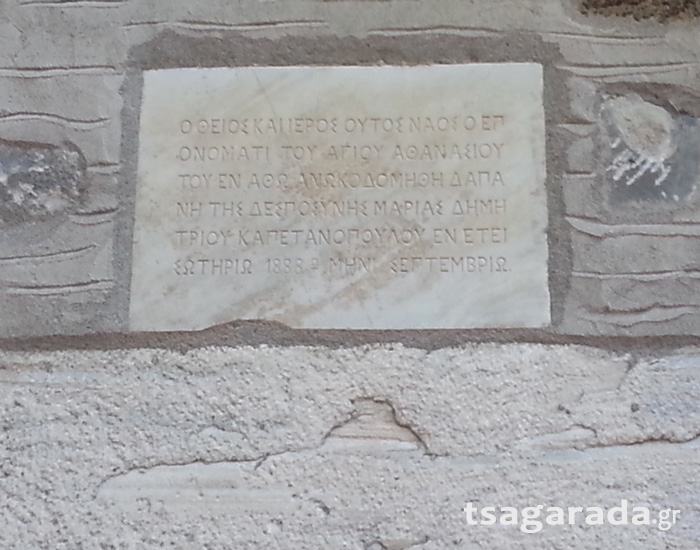 Ο ΘΕΙΟΣ ΚΑΙ ΙΕΡΟΣ ΟΥΤΟΣ ΝΑΟΣ Ο ΕΠ
ΟΝΟΜΑΤΙ ΤΟΥ ΑΓΙΟΥ ΑΘΑΝΑΣΙΟΥ
ΤΟΥ ΕΝ ΑΘΩ ΑΝΩΚΟΔΟΜΗΘΗ ΔΑΠΑ
ΝΗ ΤΗΣ ΔΕΣΠΟΣΥΝΗΣ ΜΑΡΙΑΣ ΔΗΜΗ
ΤΡΙΟΥ ΚΑΠΕΤΑΝΟΠΟΥΛΟΥ ΕΝ ΕΤΕΙ
ΣΩΤΗΡΙΩ 1888 ΜΗΝΙ ΣΕΠΤΕΜΒΡΙΩ
tsagarada.gr